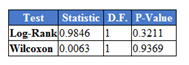 Test Statistic D.F. P-Value
Log-Rank 0.9846 1 0.3211
Wilcoxon 0.0063 1 0.9369